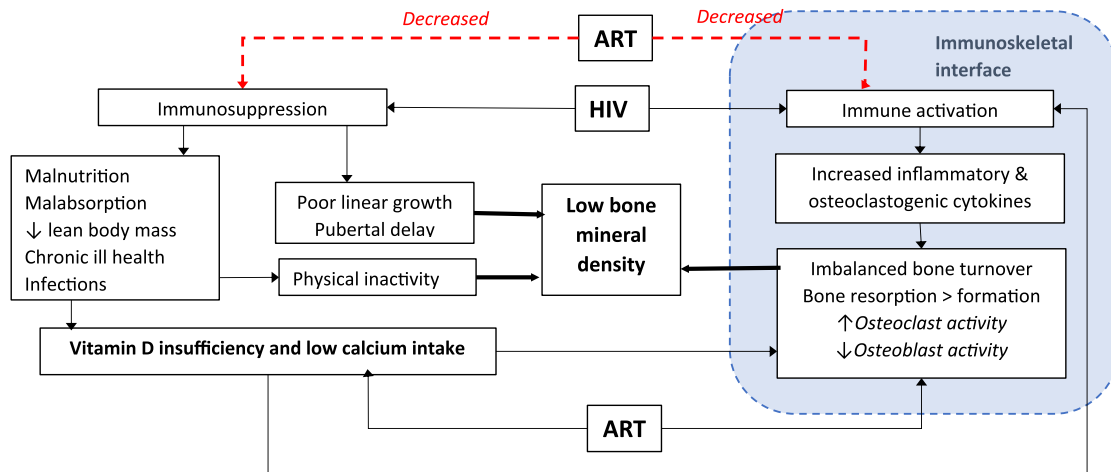 Decreased
ART
Decreased
Immunoskeletal
interface
Immunosuppression
HIV
Immune activation
Malnutrition
Malabsorption
↓ lean body mass
Chronic ill health
Infections
Poor linear growth
Pubertal delay
Physical inactivity
Low bone
mineral
density
Increased inflammatory &
osteoclastogenic cytokines
Imbalanced bone turnover
Bone resorption > formation
↑Osteoclast activity
↓Osteoblast activity
Vitamin D insufficiency and low calcium intake
ART